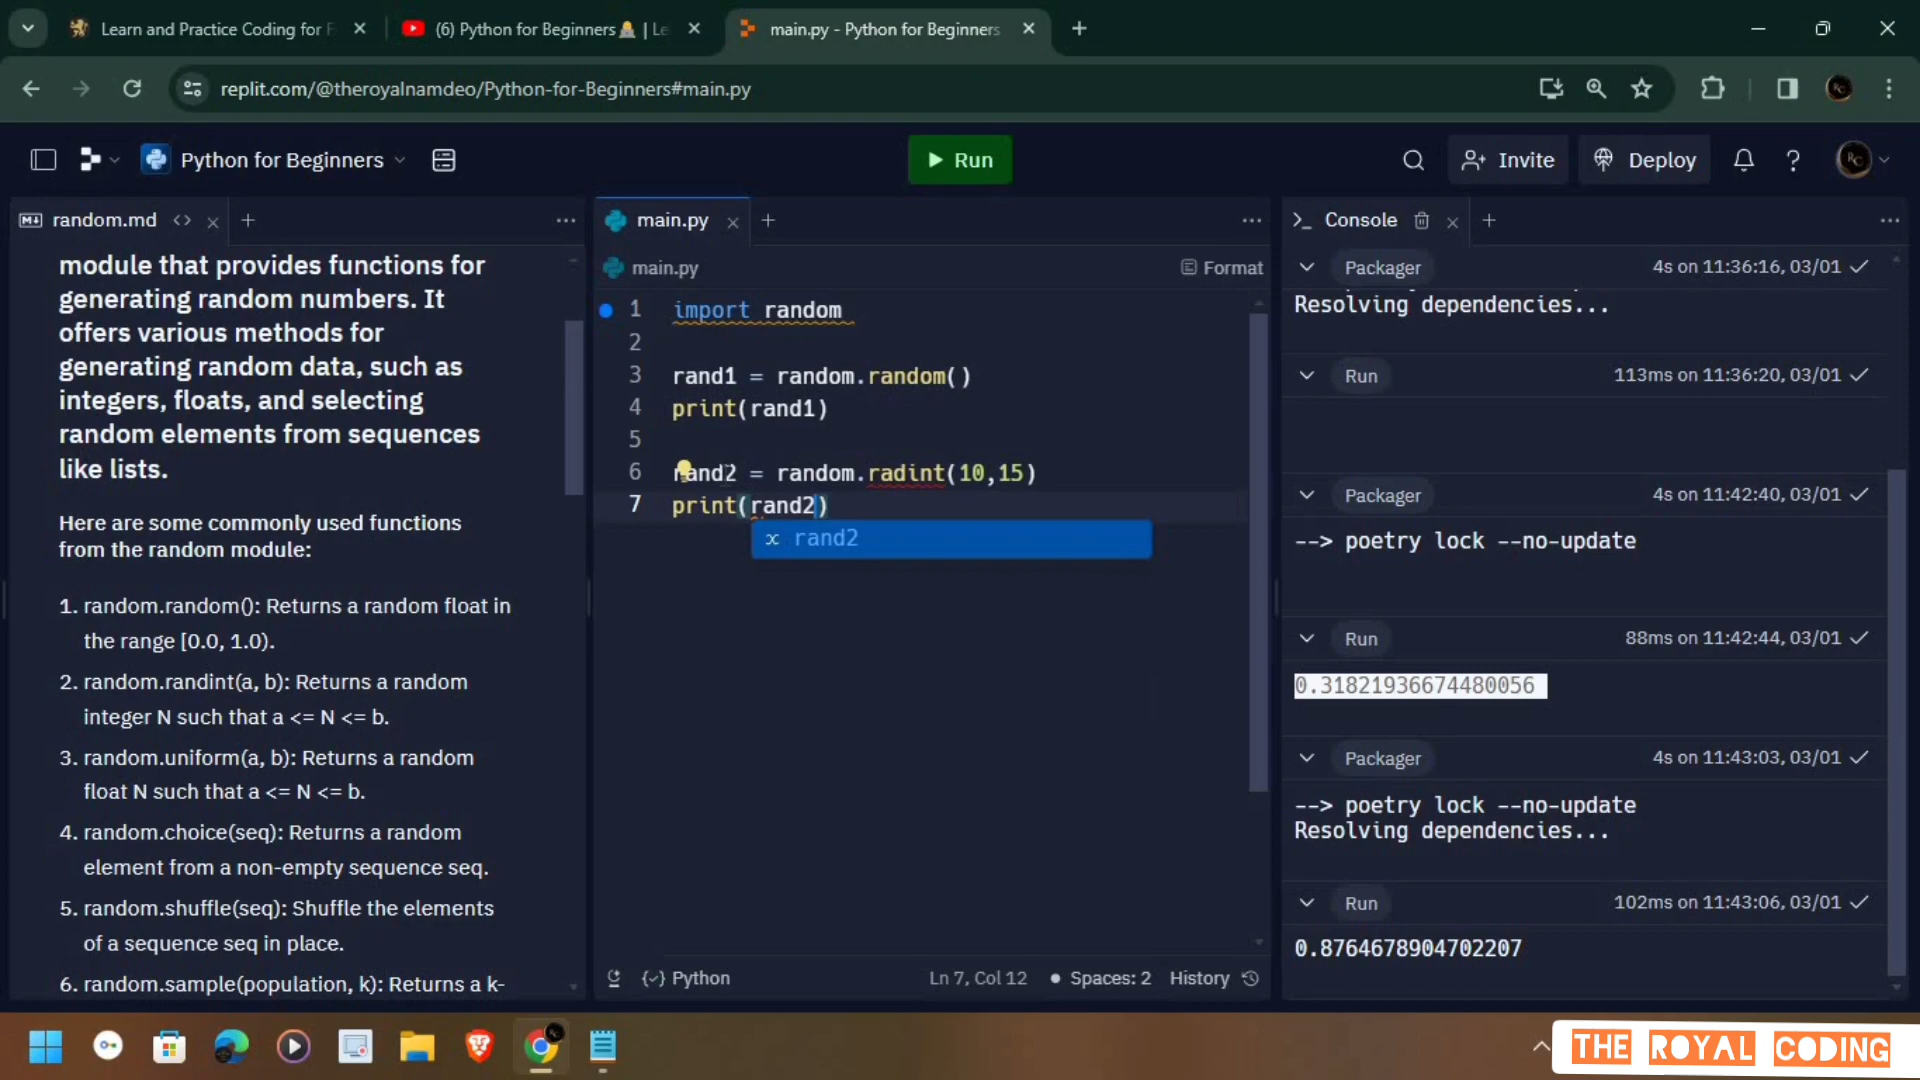 Learn and Practice Coding for F
(6) Python for Beginners | Le
main.py - Python for Beginners
replit.com/@theroyalnamdeo/Python-for-Beginners#main.py
Python for Beginners
Run
Invite
Deploy
random.md
module that provides functions for
generating random numbers. It
offers various methods for
generating random data, such as
integers, floats, and selecting
random elements from sequences
like lists.
Here are some commonly used functions
from the random module:
1. random.random(): Returns a random float in
the range [0.0, 1.0).
2. random.randint(a, b): Returns a random
integer N such that a <= N <= b.
3. random.uniform(a, b): Returns a random
float N such that a <= N <= b.
4. random.choice(seq): Returns a random
element from a non-empty sequence seq.
5. random.shuffle(seq): Shuffle the elements
of a sequence seq in place.
6. random.sample(population, k): Returns a k-
main.py
main.py
Format
1 import random
2
3 rand1 = random.random()
4 print(rand1)
5
6 rand2 = random.radint(10,15)
7 print(rand2)
x rand2
Python
Ln 7, Col 12
Spaces: 2
History
Console
Packager
4s on 11:36:16, 03/01
Resolving dependencies...
Run
113ms on 11:36:20, 03/01
Packager
4s on 11:42:40, 03/01
--> poetry lock --no-update
Run
88ms on 11:42:44, 03/01
0.31821936674480056
Packager
4s on 11:43:03, 03/01
--> poetry lock --no-update
Resolving dependencies...
Run
102ms on 11:43:06, 03/01
0.8764678904702207
THE ROYAL CODING